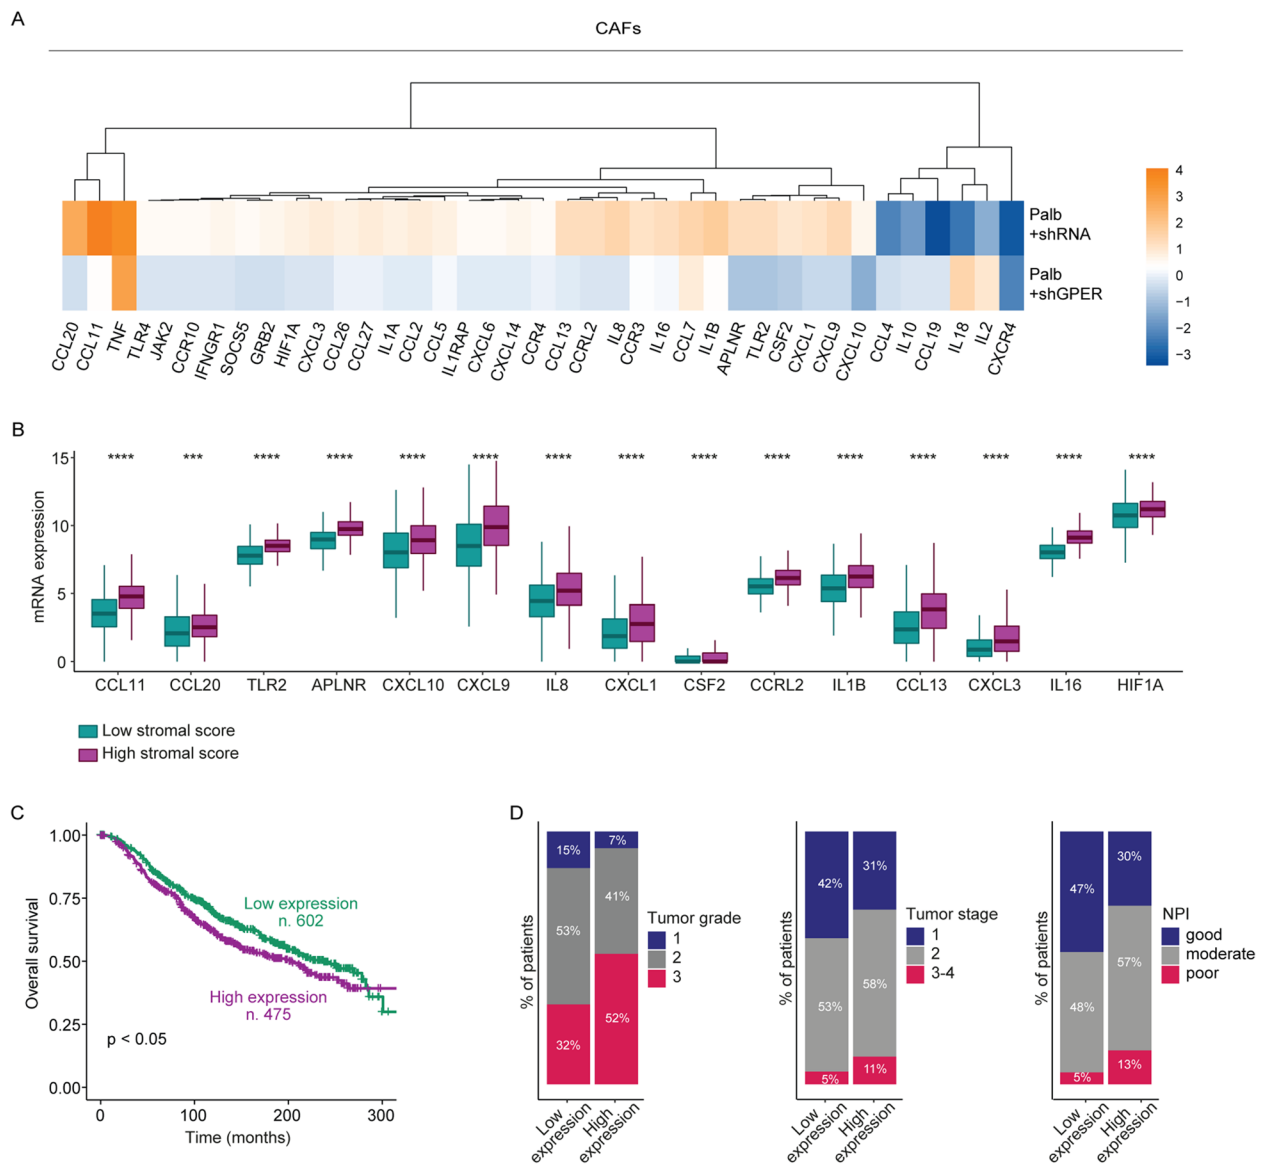 A
CAFs
Palb
+shRNA
Palb
+shGPER
4
3
2
1
0
−1
−2
−3
CCL20
CCL11
TNF
TLR4
JAK2
CCR10
IFNGR1
SOCS5
GRB2
HIF1A
CXCL3
CCL26
CCL27
IL1A
CCL2
CCL5
IL1RAP
CXCL6
CXCL14
CCR4
CCL13
CCRL2
IL8
CCR3
IL16
CCL7
IL1B
APLNR
TLR2
CSF2
CXCL1
CXCL9
CXCL10
CCL4
IL10
CCL19
IL18
IL2
CXCR4
B
mRNA expression
15
10
5
0
**** *** **** **** **** **** **** **** **** **** **** **** **** **** ****
CCL11 CCL20 TLR2 APLNR CXCL10 CXCL9 IL8 CXCL1 CSF2 CCRL2 IL1B CCL13 CXCL3 IL16 HIF1A
Low stromal score
High stromal score
C
Overall survival
1.00
0.75
0.50
0.25
0.00
Low expression
n. 602
High expression
n. 475
p < 0.05
0 100 200 300
Time (months)
D
% of patients
15%
53%
32%
7%
41%
52%
Low
expression
High
expression
Tumor grade
1
2
3
% of patients
42%
53%
5%
31%
58%
11%
Low
expression
High
expression
Tumor stage
1
2
3-4
% of patients
47%
48%
5%
30%
57%
13%
Low
expression
High
expression
NPI
good
moderate
poor